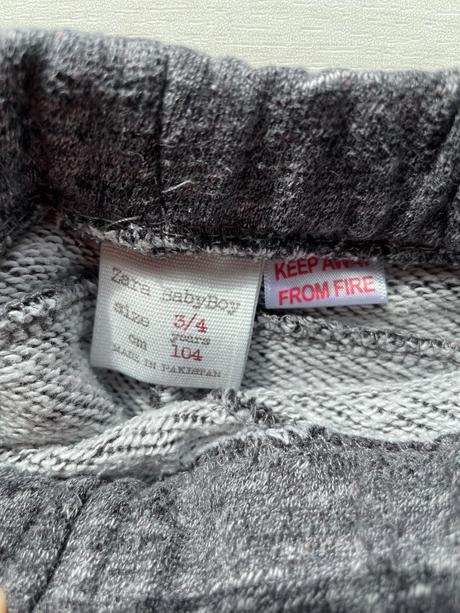 Zara BabyBoy
size 3/4
years
cm 104
MADE IN PAKISTAN
KEEP AWAY
FROM FIRE